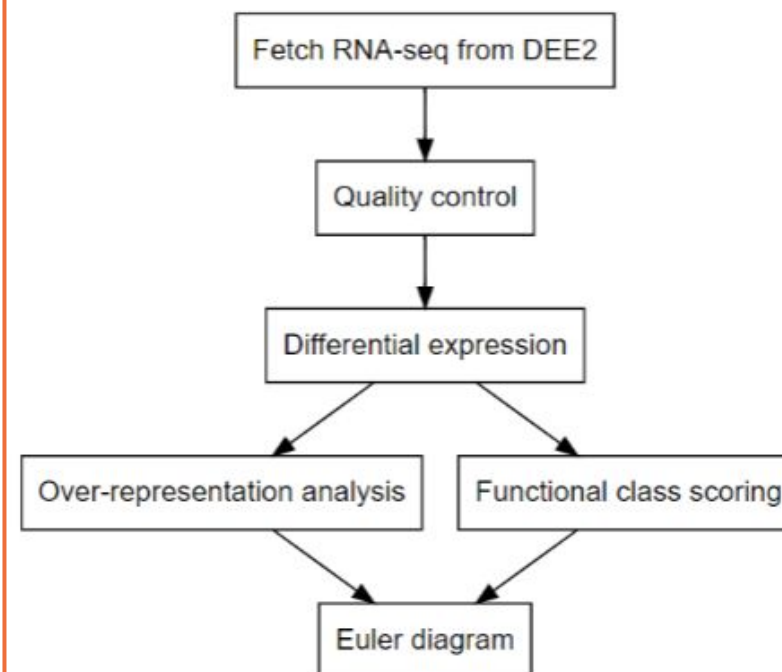 Fetch RNA-seq from DEE2
Quality control
Differential expression
Over-representation analysis
Functional class scoring
Euler diagram